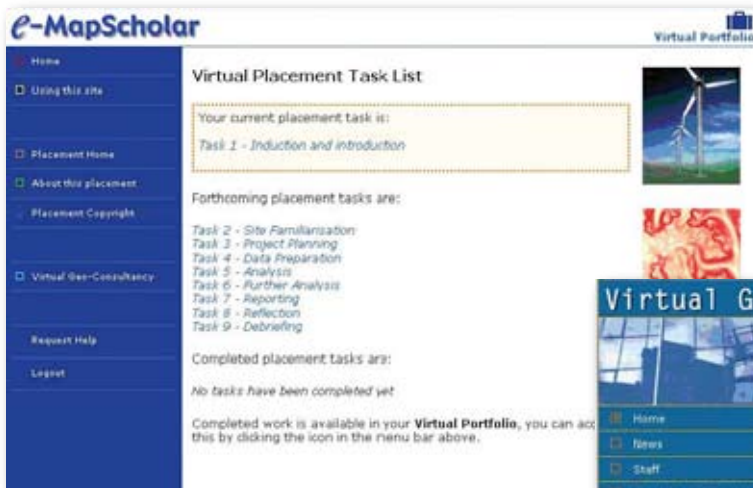 e-MapScholar
Virtual Portfolio
Home
Using this site
Placement Home
About this placement
Placement Copyright
Virtual Geo-Consultancy
Request Help
Logout
Virtual Placement Task List
Your current placement task is:
Task 1 - Induction and introduction
Forthcoming placement tasks are:
Task 2 - Site Familiarisation
Task 3 - Project Planning
Task 4 - Data Preparation
Task 5 - Analysis
Task 6 - Further Analysis
Task 7 - Reporting
Task 8 - Reflection
Task 9 - Debriefing
Completed placement tasks are:
No tasks have been completed yet
Completed work is available in your Virtual Portfolio, you can acc
this by clicking the icon in the menu bar above.
Virtual G
Home
News
Staff